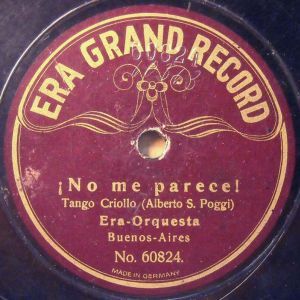 ERA GRAND RECORD
¡No me parece!
Tango Criollo (Alberto S. Poggi)
Era-Orquesta
Buenos-Aires
No. 60824.
MADE IN GERMANY